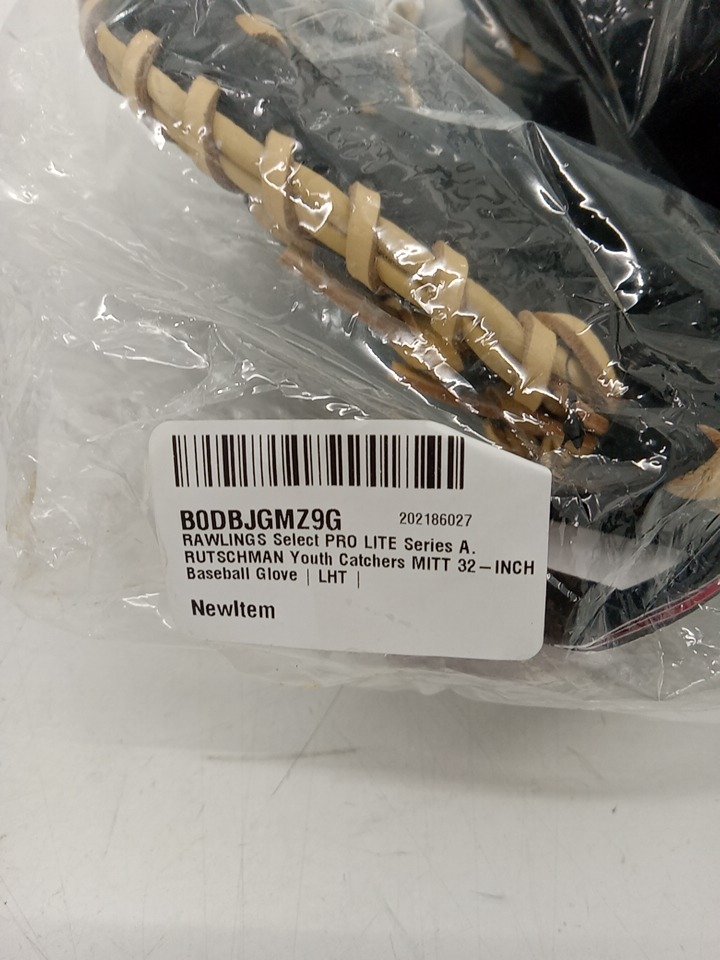 B0DBJGMZ9G 202186027
RAWLINGS Select PRO LITE Series A.
RUTSCHMAN Youth Catchers MITT 32-INCH
Baseball Glove | LHT |
NewItem